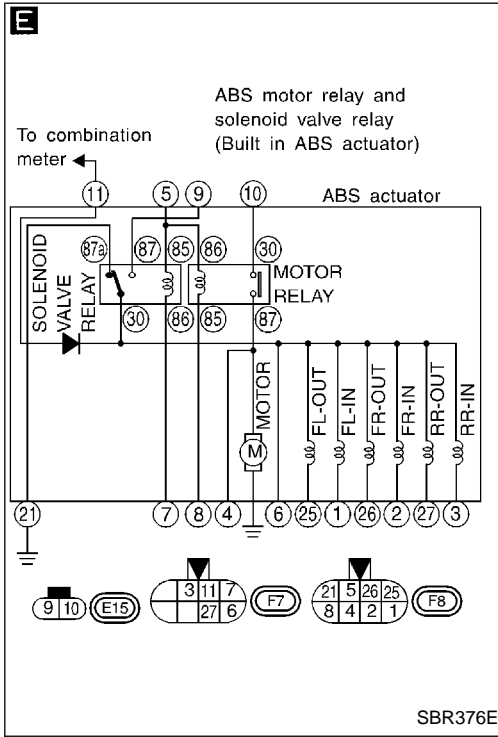 E
ABS motor relay and
solenoid valve relay
(Built in ABS actuator)
To combination
meter
11 5 9 10 ABS actuator
87a 87 85 86 30
SOLENOID
VALVE
RELAY
MOTOR
RELAY
30 86 85 87
MOTOR
M
FL-OUT
FL-IN
FR-OUT
FR-IN
RR-OUT
RR-IN
21 7 8 4 6 25 1 26 2 27 3
9 10 E15
3 11 7
27 6
F7
21 5 26 25
8 4 2 1
F8
SBR376E